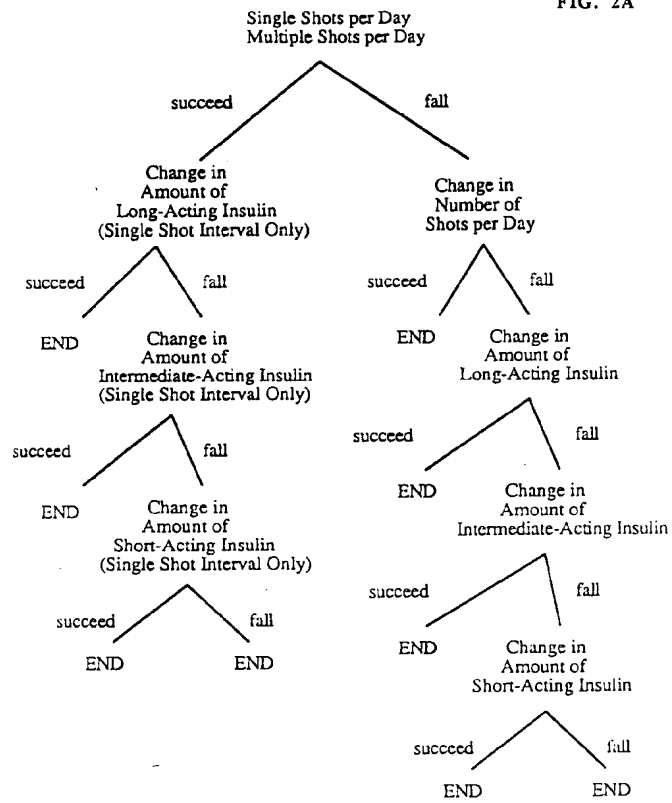 FIG. 2A
Single Shots per Day
Multiple Shots per Day
succeed
fall
Change in
Amount of
Long-Acting Insulin
(Single Shot Interval Only)
Change in
Number of
Shots per Day
succeed
fall
succeed
fall
END
Change in
Amount of
Intermediate-Acting Insulin
(Single Shot Interval Only)
END
Change in
Amount of
Long-Acting Insulin
succeed
fall
succeed
fall
END
Change in
Amount of
Short-Acting Insulin
(Single Shot Interval Only)
END
Change in
Amount of
Intermediate-Acting Insulin
succeed
fall
succeed
fall
END
END
END
Change in
Amount of
Short-Acting Insulin
succeed
fall
END
END